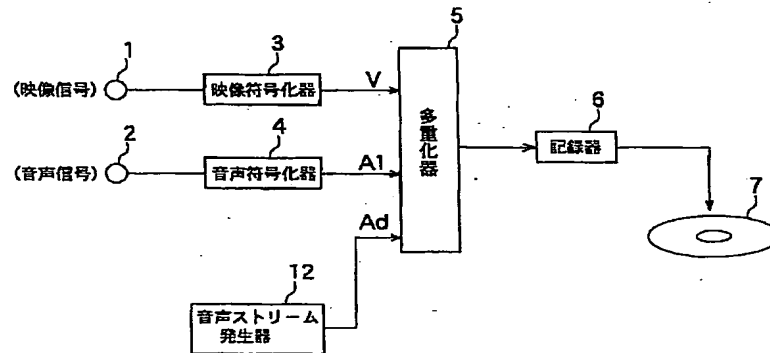 5
1
3
(映像信号)
映像符号化器
V
多重化器
6
2
4
記録器
(音声信号)
音声符号化器
A1
7
Ad
12
音声ストリーム
発生器